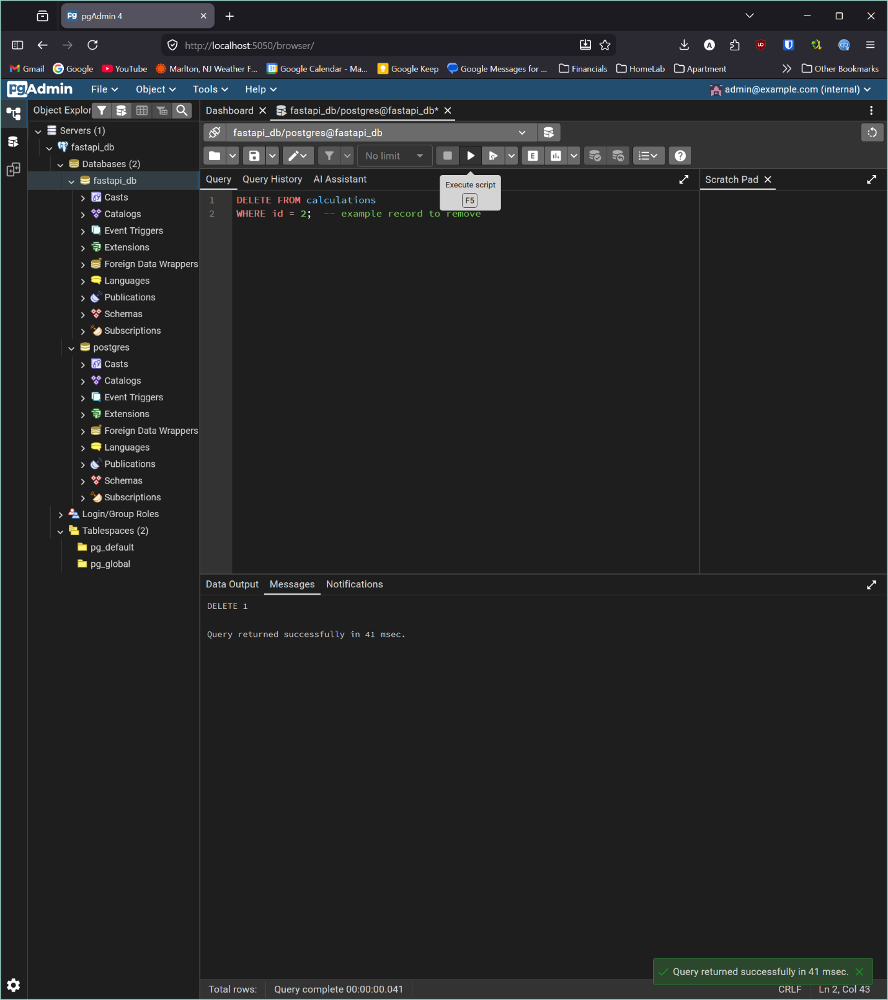 pgAdmin 4
http://localhost:5050/browser/
Gmail Google YouTube Marlton, NJ Weather F... Google Calendar - Ma... Google Keep Google Messages for ... Financials HomeLab Apartment Other Bookmarks
pgAdmin File Object Tools Help admin@example.com (internal)
Object Explor
Dashboard fastapi_db/postgres@fastapi_db*
fastapi_db/postgres@fastapi_db
No limit
Execute script
F5
Query Query History AI Assistant
Scratch Pad
1 DELETE FROM calculations
2 WHERE id = 2; -- example record to remove
Servers (1)
fastapi_db
Databases (2)
fastapi_db
Casts
Catalogs
Event Triggers
Extensions
Foreign Data Wrappers
Languages
Publications
Schemas
Subscriptions
postgres
Casts
Catalogs
Event Triggers
Extensions
Foreign Data Wrappers
Languages
Publications
Schemas
Subscriptions
Login/Group Roles
Tablespaces (2)
pg_default
pg_global
Data Output Messages Notifications
DELETE 1
Query returned successfully in 41 msec.
Query returned successfully in 41 msec.
Total rows: Query complete 00:00:00.041 CRLF Ln 2, Col 43